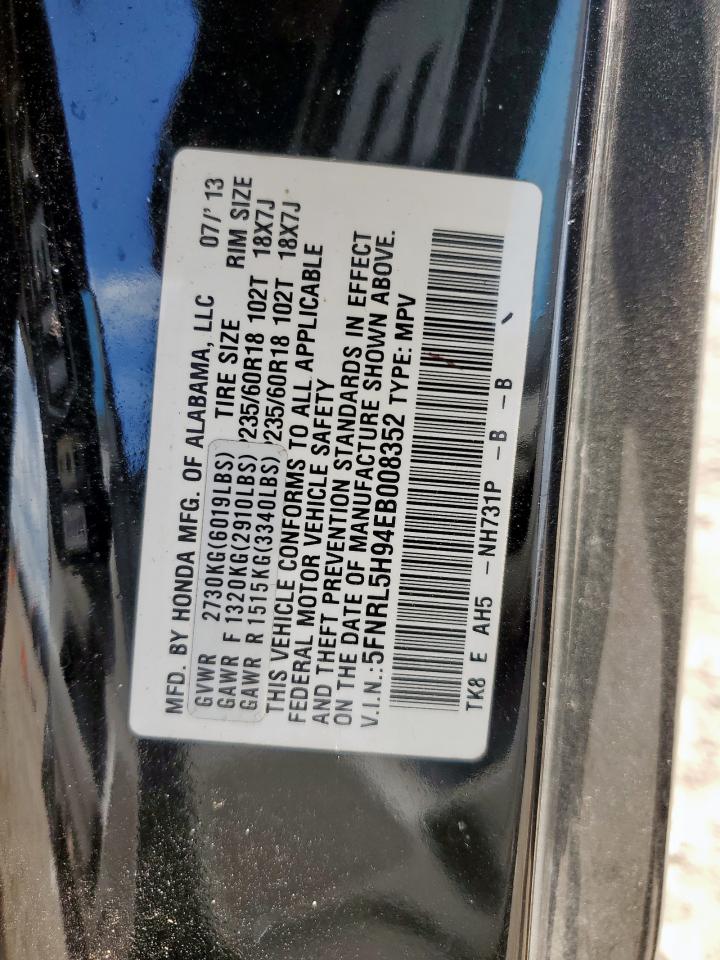 MFD. BY HONDA MFG. OF ALABAMA, LLC 07/'13
GVWR 2730KG(6019LBS) TIRE SIZE RIM SIZE
GAWR F 1320KG(2910LBS) P235/60R18 102T 18X7J
GAWR R 1515KG(3340LBS) P235/60R18 102T 18X7J
THIS VEHICLE CONFORMS TO ALL APPLICABLE
FEDERAL MOTOR VEHICLE SAFETY
AND THEFT PREVENTION STANDARDS IN EFFECT
ON THE DATE OF MANUFACTURE SHOWN ABOVE.
V.I.N.:5FNRL5H94EB008352 TYPE: MPV
TK8 E AH5 -NH731P -B -B